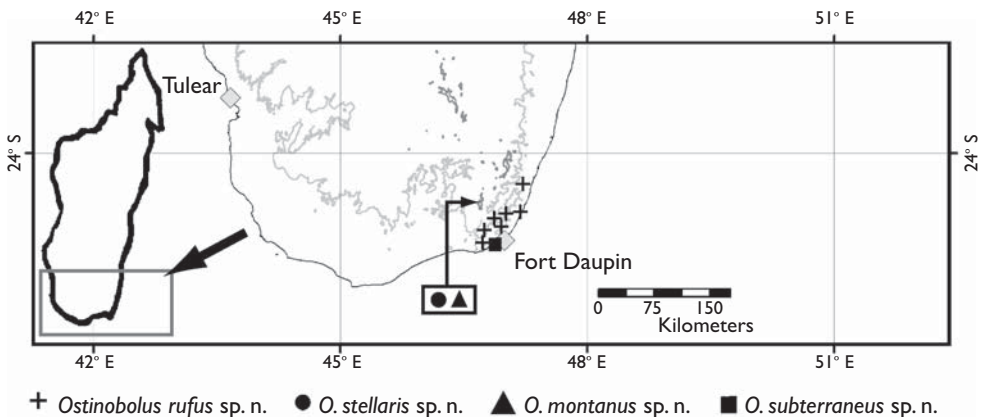 42° E 45° E 48° E 51° E
Tulear
24° S 24° S
Fort Daupin
0 75 150
Kilometers
42° E 45° E 48° E 51° E
Ostinobolus rufus sp. n. O. stellaris sp. n. O. montanus sp. n. O. subterraneus sp. n.